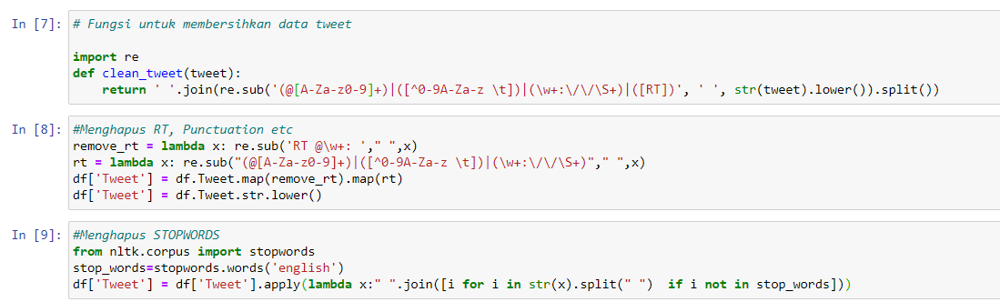 In [7]: # Fungsi untuk membersihkan data tweet
import re
def clean_tweet(tweet):
    return ' '.join(re.sub('(@[A-Za-z0-9]+)|([^0-9A-Za-z \t])|(\w+:\/\/\S+)|([RT])', ' ', str(tweet).lower()).split())
In [8]: #Menghapus RT, Punctuation etc
remove_rt = lambda x: re.sub('RT @\w+: '," ",x)
rt = lambda x: re.sub("(@[A-Za-z0-9]+)|([^0-9A-Za-z \t])|(\w+:\/\/\S+)"," ",x)
df['Tweet'] = df.Tweet.map(remove_rt).map(rt)
df['Tweet'] = df.Tweet.str.lower()
In [9]: #Menghapus STOPWORDS
from nltk.corpus import stopwords
stop_words=stopwords.words('english')
df['Tweet'] = df['Tweet'].apply(lambda x:" ".join([i for i in str(x).split(" ")  if i not in stop_words]))